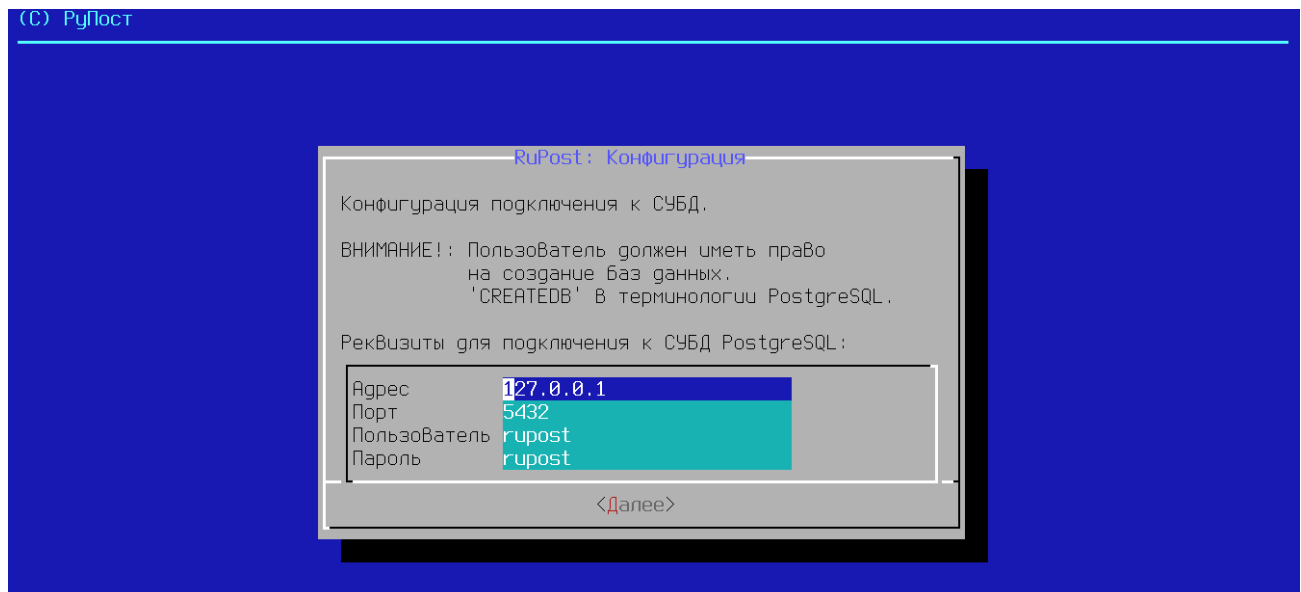 (C) РуПост
RuPost: Конфигурация
Конфигурация подключения к СУБД.
ВНИМАНИЕ!: Пользователь должен иметь право
на создание баз данных.
'CREATEDB' в терминологии PostgreSQL.
Реквизиты для подключения к СУБД PostgreSQL:
Адрес 127.0.0.1
Порт 5432
Пользователь rupost
Пароль rupost
<Далее>